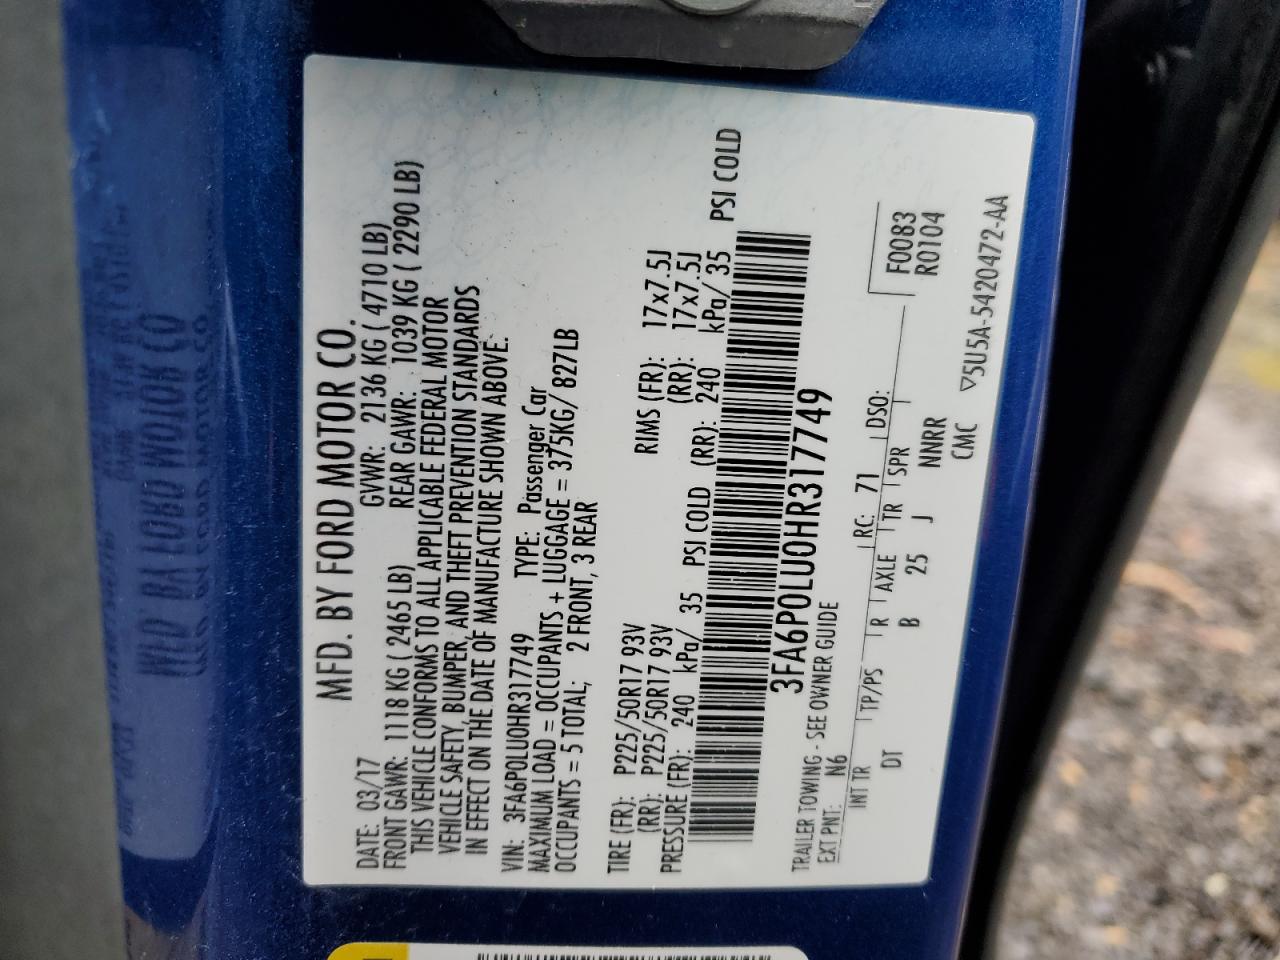 MFD. BY FORD MOTOR CO.
DATE: 03/17 GVWR: 2136 KG ( 4710 LB)
FRONT GAWR: 1118 KG ( 2465 LB) REAR GAWR: 1039 KG ( 2290 LB)
THIS VEHICLE CONFORMS TO ALL APPLICABLE FEDERAL MOTOR
VEHICLE SAFETY, BUMPER, AND THEFT PREVENTION STANDARDS
IN EFFECT ON THE DATE OF MANUFACTURE SHOWN ABOVE.
VIN: 3FA6P0LU0HR317749 TYPE: Passenger Car
MAXIMUM LOAD = OCCUPANTS + LUGGAGE = 375KG/ 827LB
OCCUPANTS = 5 TOTAL; 2 FRONT, 3 REAR
TIRE (FR): P225/50R17 93V RIMS (FR): 17x7.5J
(RR): P225/50R17 93V (RR): 17x7.5J
PRESSURE (FR): 240 kPa/ 35 PSI COLD (RR): 240 kPa/ 35 PSI COLD
3FA6P0LU0HR317749
TRAILER TOWING - SEE OWNER GUIDE
EXT PNT: N6 RC: 71 DSO: F0083
R0104
INT TR TP/PS R AXLE TR SPR
DT B 25 J NNRR
CMC ▽5U5A-5420472-AA